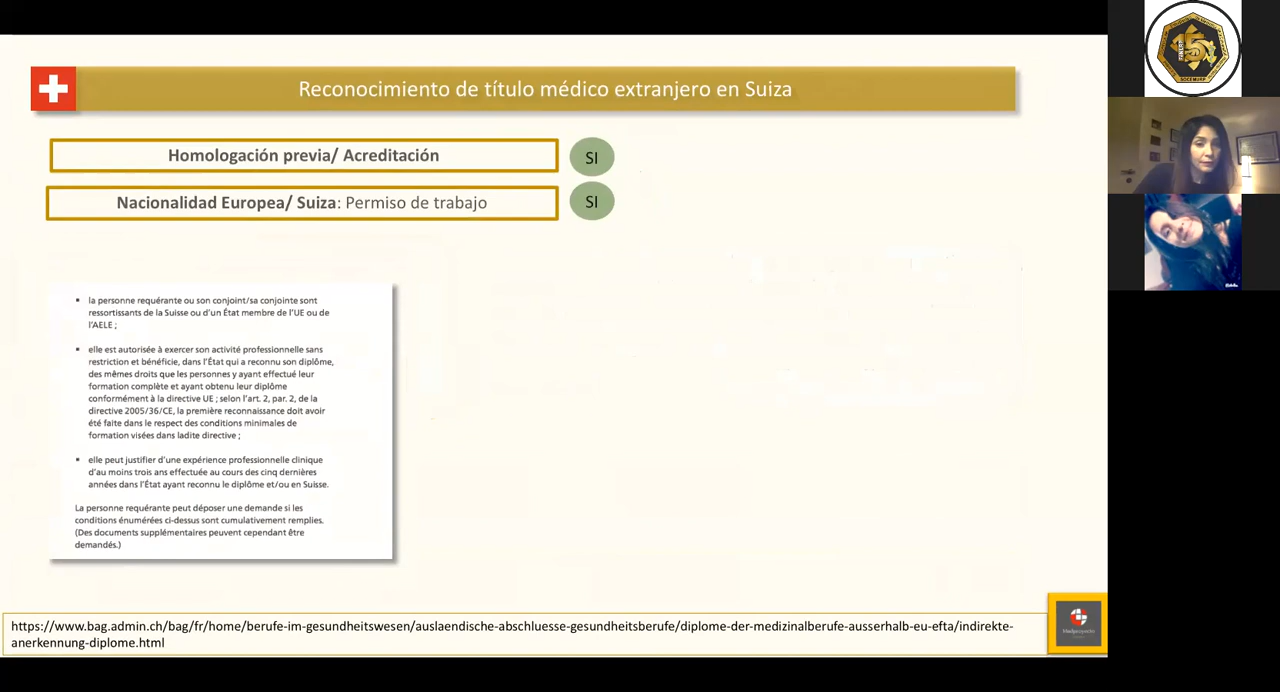 Reconocimiento de título médico extranjero en Suiza
Homologación previa/ Acreditación
SI
Nacionalidad Europea/ Suiza: Permiso de trabajo
SI
▪ la personne requérante ou son conjoint/sa conjointe sont
ressortissants de la Suisse ou d'un État membre de l'UE ou de
l'AELE ;
▪ elle est autorisée à exercer son activité professionnelle sans
restriction et bénéficie, dans l'État qui a reconnu son diplôme,
des mêmes droits que les personnes y ayant effectué leur
formation complète et ayant obtenu leur diplôme
conformément à la directive UE ; selon l'art. 2, par. 2, de la
directive 2005/36/CE, la première reconnaissance doit avoir
été faite dans le respect des conditions minimales de
formation visées dans ladite directive ;
▪ elle peut justifier d'une expérience professionnelle clinique
d'au moins trois ans effectuée au cours des cinq dernières
années dans l'État ayant reconnu le diplôme et/ou en Suisse.
La personne requérante peut déposer une demande si les
conditions énumérées ci-dessus sont cumulativement remplies.
(Des documents supplémentaires peuvent cependant être
demandés.)
https://www.bag.admin.ch/bag/fr/home/berufe-im-gesundheitswesen/auslaendische-abschluesse-gesundheitsberufe/diplome-der-medizinalberufe-ausserhalb-eu-efta/indirekte-
anerkennung-diplome.html
Medproyecto
15
SOCEMURP